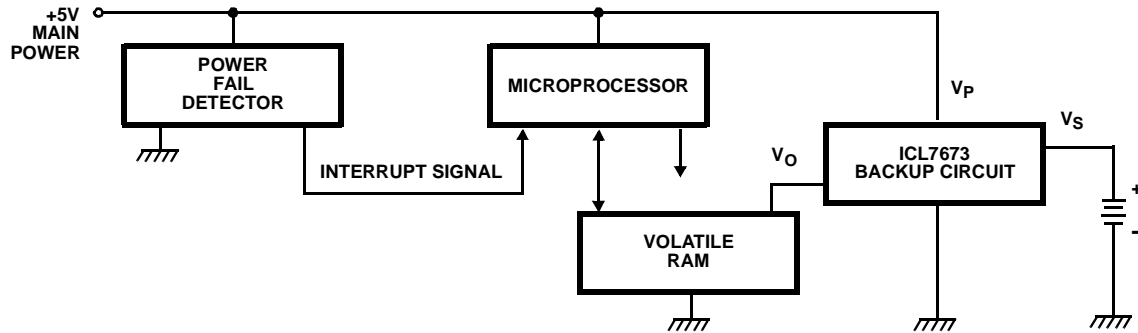 +5V
MAIN
POWER
POWER
FAIL
DETECTOR
MICROPROCESSOR
VP
VS
ICL7673
BACKUP CIRCUIT
VO
INTERRUPT SIGNAL
+
–
VOLATILE
RAM